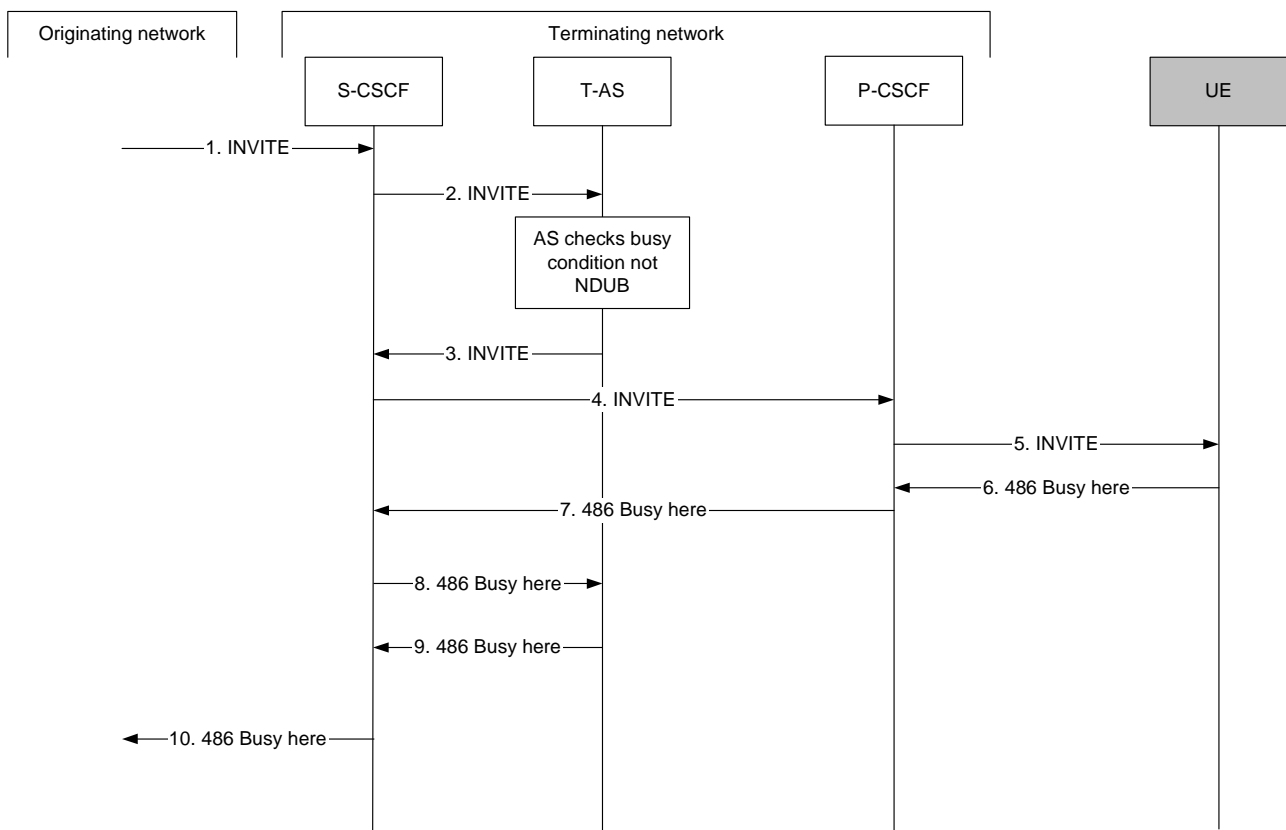 Originating network
Terminating network
S-CSCF
T-AS
P-CSCF
UE
1. INVITE
2. INVITE
AS checks busy
condition not
NDUB
3. INVITE
4. INVITE
5. INVITE
6. 486 Busy here
7. 486 Busy here
8. 486 Busy here
9. 486 Busy here
10. 486 Busy here